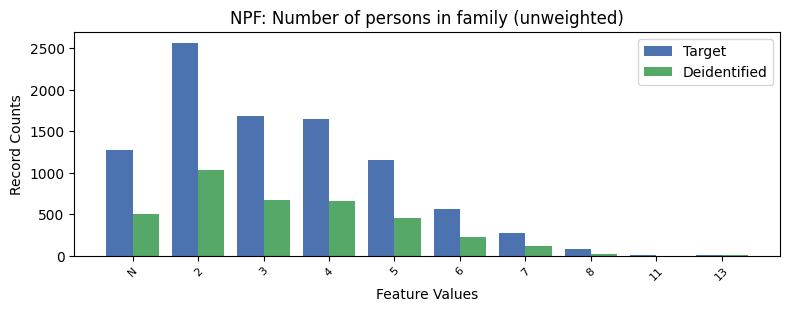 NPF: Number of persons in family (unweighted)
Target
Deidentified
2500
2000
1500
1000
500
0
Record Counts
N 2 3 4 5 6 7 8 11 13
Feature Values